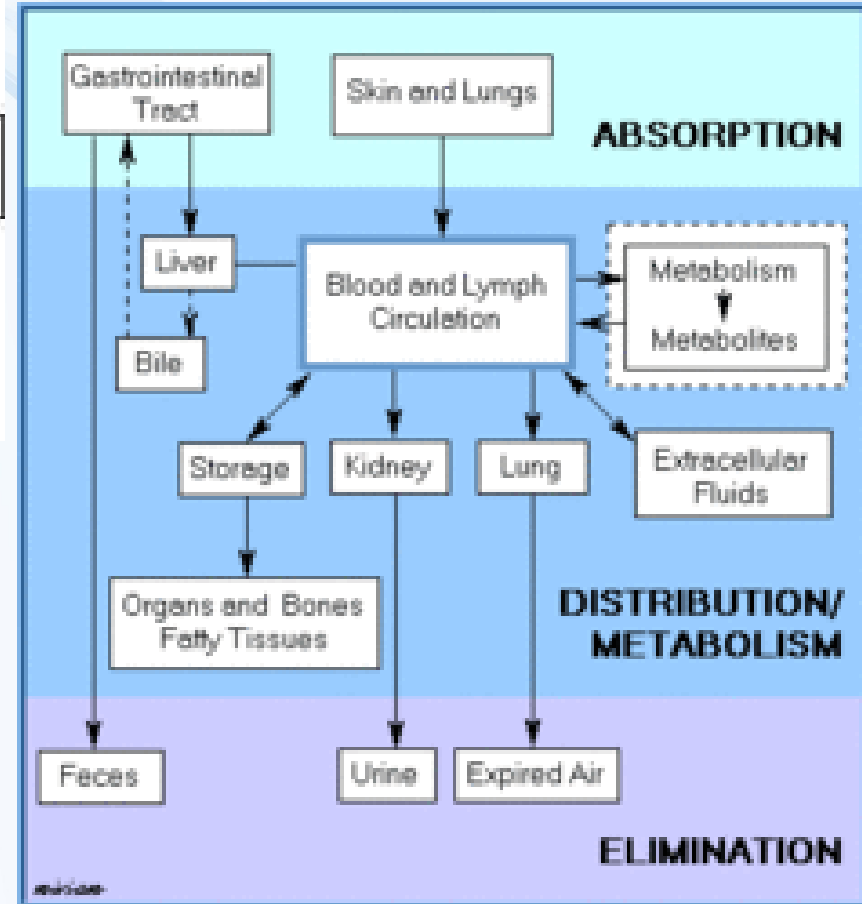 Gastrointestinal
Tract
Skin and Lungs
ABSORPTION
Liver
Blood and Lymph
Circulation
Metabolism
Metabolites
Bile
Storage
Kidney
Lung
Extracellular
Fluids
Organs and Bones
Fatty Tissues
DISTRIBUTION/
METABOLISM
Feces
Urine
Expired Air
ELIMINATION